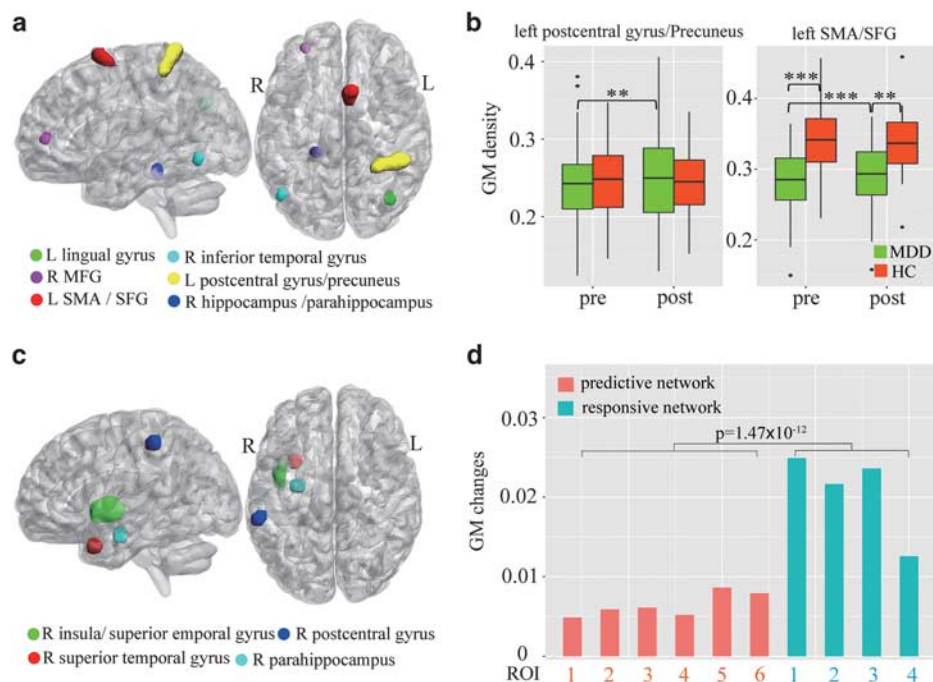 a
R
L
L lingual gyrus
R inferior temporal gyrus
R MFG
L postcentral gyrus/precuneus
L SMA / SFG
R hippocampus /parahippocampus
b
left postcentral gyrus/Precuneus
left SMA/SFG
GM density
0.4
0.3
0.2
**
pre
post
0.4
0.3
0.2
***
***
**
MDD
HC
pre
post
c
R
L
R insula/ superior emporal gyrus
R postcentral gyrus
R superior temporal gyrus
R parahippocampus
d
predictive network
responsive network
p=1.47x10-12
GM changes
0.03
0.02
0.01
0
ROI 1 2 3 4 5 6 1 2 3 4